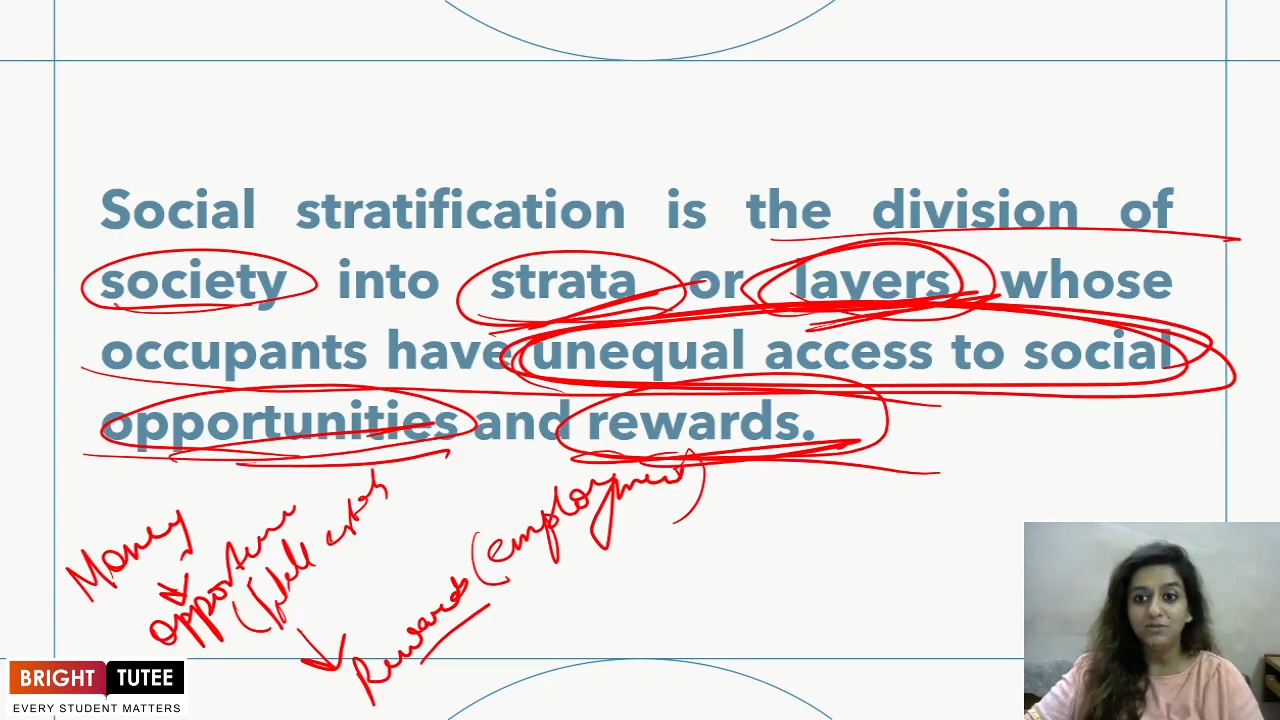 Social stratification is the division of
society into strata or layers whose
occupants have unequal access to social
opportunities and rewards.
Money
Rewards (employment)
BRIGHT TUTEE
EVERY STUDENT MATTERS